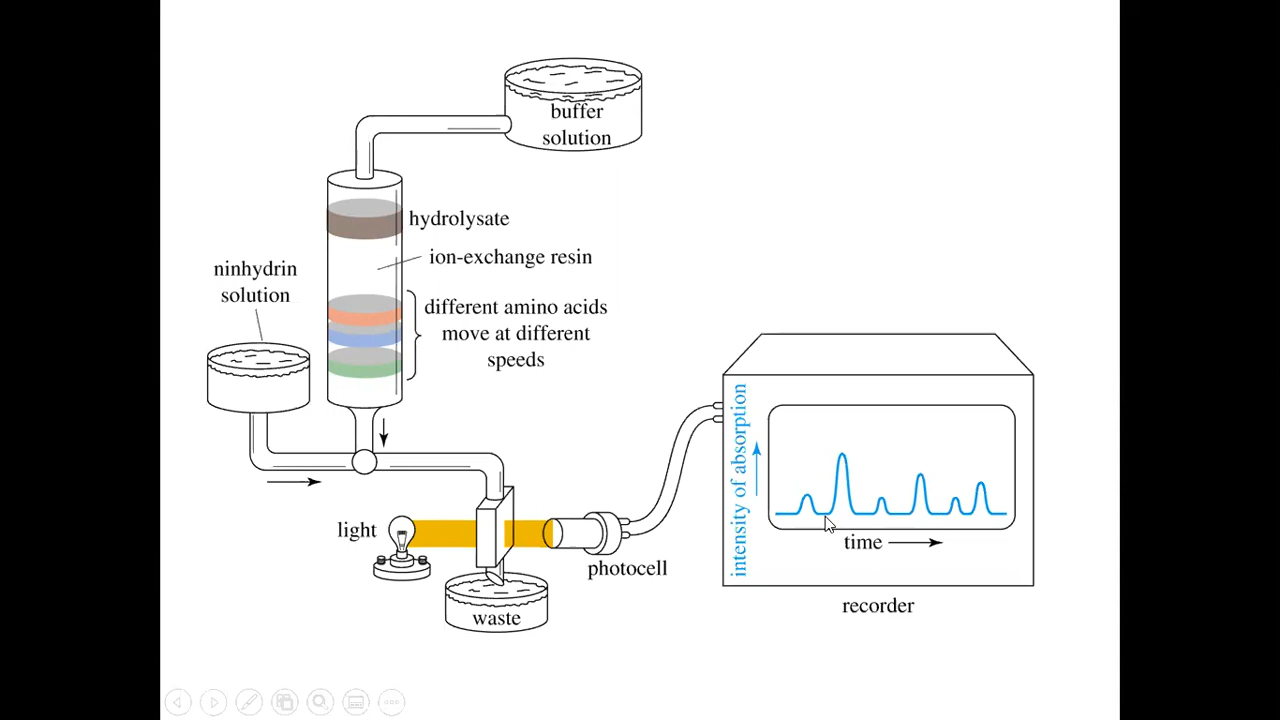 buffer
solution
hydrolysate
ion-exchange resin
ninhydrin
solution
different amino acids
move at different
speeds
intensity of absorption
light
time
photocell
recorder
waste